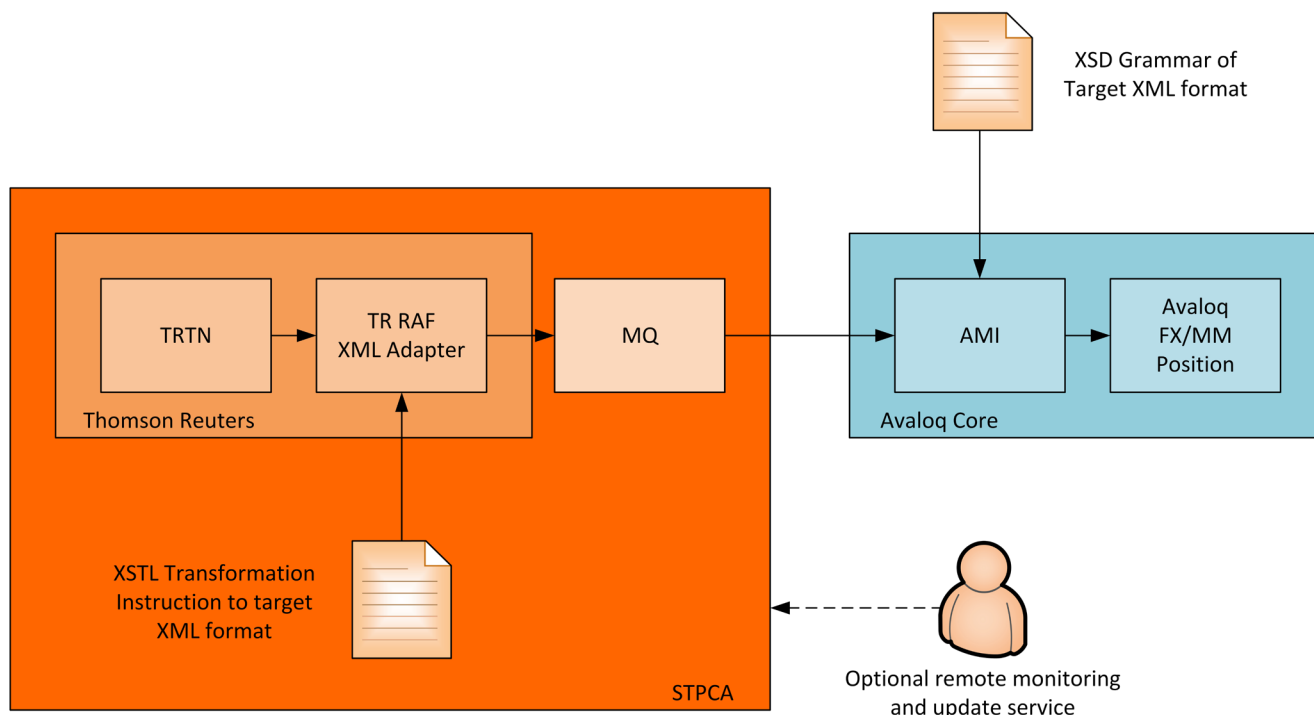 XSD Grammar of
Target XML format
TRTN
TR RAF
XML Adapter
MQ
AMI
Avaloq
FX/MM
Position
Thomson Reuters
Avaloq Core
XSTL Transformation
Instruction to target
XML format
STPCA
Optional remote monitoring
and update service